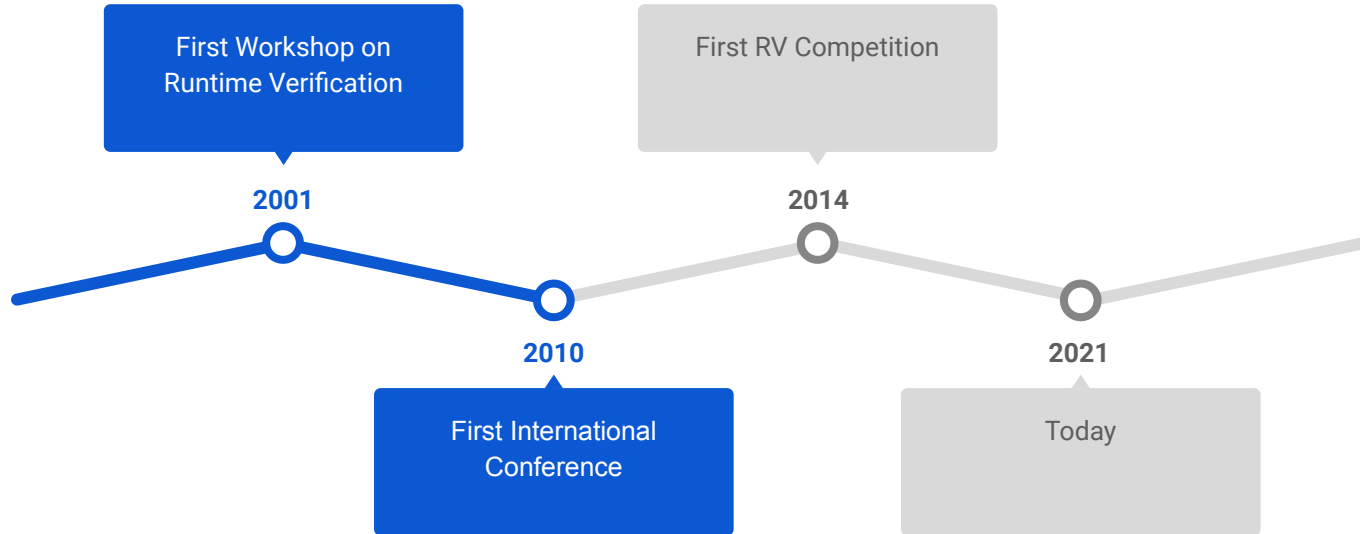 First Workshop on
Runtime Verification
First RV Competition
2001
2014
2010
2021
First International
Conference
Today